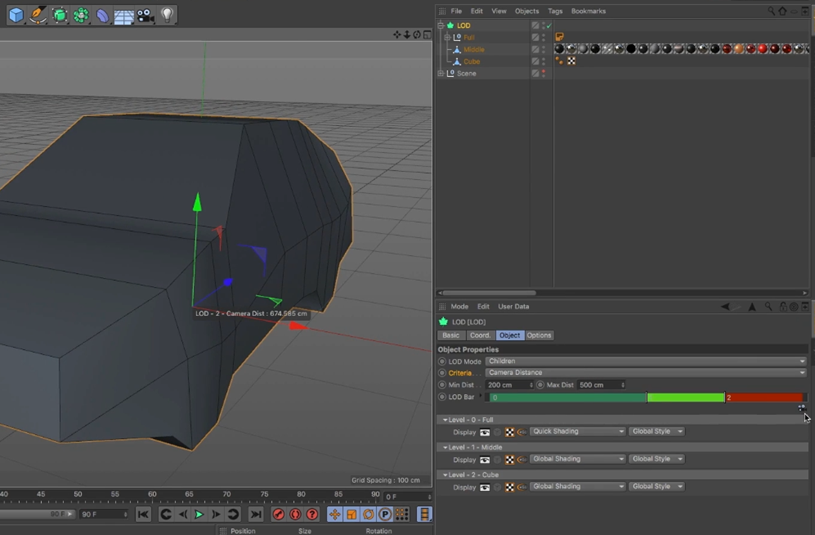 File Edit View Objects Tags Bookmarks
LOD
Full
Middle
Cube
Scene
LOD - 2 - Camera Dist : 674.585 cm
Grid Spacing : 100 cm
40 45 50 55 60 65 70 75 80 85 90 0 F
90 F 90 F
Position Size Rotation
Mode Edit User Data
LOD [LOD]
Basic Coord. Object Options
Object Properties
LOD Mode Children
Criteria Camera Distance
Min Dist 200 cm Max Dist 500 cm
LOD Bar 0 2
Level - 0 - Full
Display Quick Shading Global Style
Level - 1 - Middle
Display Global Shading Global Style
Level - 2 - Cube
Display Global Shading Global Style